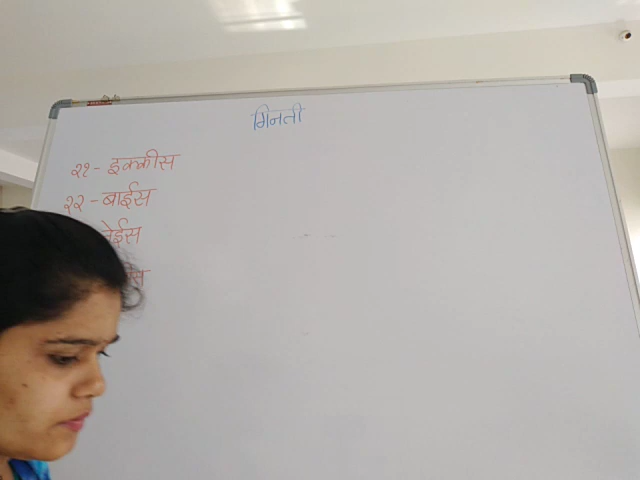 गिनती
२१ - इक्कीस
२२ - बाईस